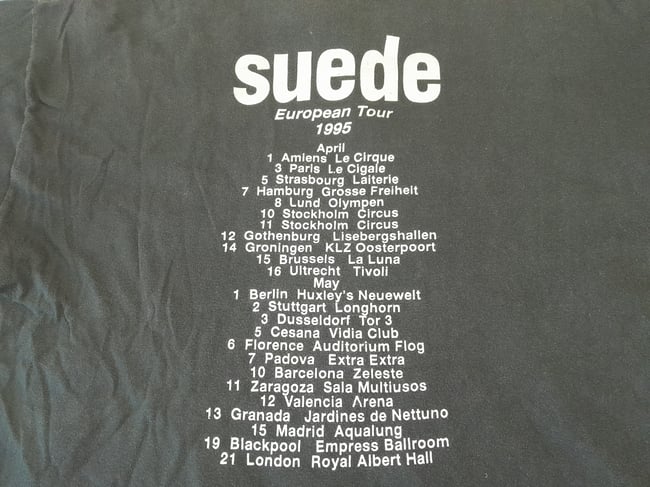 suede
European Tour
1995
April
1 Amiens Le Cirque
3 Paris Le Cigale
5 Strasbourg Laiterie
7 Hamburg Grosse Freiheit
8 Lund Olympen
10 Stockholm Circus
11 Stockholm Circus
12 Gothenburg Lisebergshallen
14 Groningen KLZ Oosterpoort
15 Brussels La Luna
16 Ultrecht Tivoli
May
1 Berlin Huxley's Neuewelt
2 Stuttgart Longhorn
3 Dusseldorf Tor 3
5 Cesana Vidia Club
6 Florence Auditorium Flog
7 Padova Extra Extra
10 Barcelona Zeleste
11 Zaragoza Sala Multiusos
12 Valencia Arena
13 Granada Jardines de Nettuno
15 Madrid Aqualung
19 Blackpool Empress Ballroom
21 London Royal Albert Hall